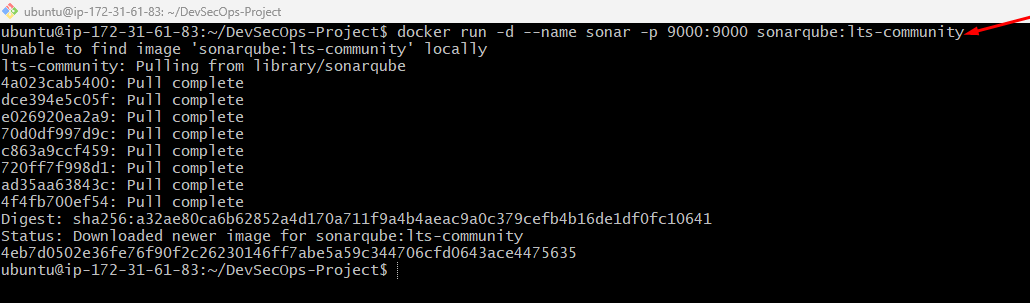 ubuntu@ip-172-31-61-83: ~/DevSecOps-Project
ubuntu@ip-172-31-61-83:~/DevSecOps-Project$ docker run -d --name sonar -p 9000:9000 sonarqube:lts-community
Unable to find image 'sonarqube:lts-community' locally
lts-community: Pulling from library/sonarqube
4a023cab5400: Pull complete
dce394e5c05f: Pull complete
e026920ea2a9: Pull complete
70d0df997d9c: Pull complete
c863a9ccf459: Pull complete
720ff7f998d1: Pull complete
ad35aa63843c: Pull complete
4f4fb700ef54: Pull complete
Digest: sha256:a32ae80ca6b62852a4d170a711f9a4b4aeac9a0c379cefb4b16de1df0fc10641
Status: Downloaded newer image for sonarqube:lts-community
4eb7d0502e36fe76f90f2c26230146ff7abe5a59c344706cfd0643ace4475635
ubuntu@ip-172-31-61-83:~/DevSecOps-Project$